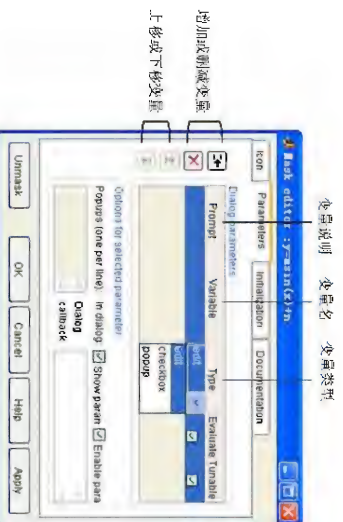 变量说明 变量名 变量类型
Mask editor :y=msin(x)+n
Icon Parameters Initialization Documentation
Dialog parameters
Prompt Variable Type Evaluate Tunable
edit
edit
checkbox
popup
增加或删减变量
上移或下移变量
Options for selected parameter
Popups (one per line): In dialog: Show param Enable para
Dialog callback
Unmask OK Cancel Help Apply